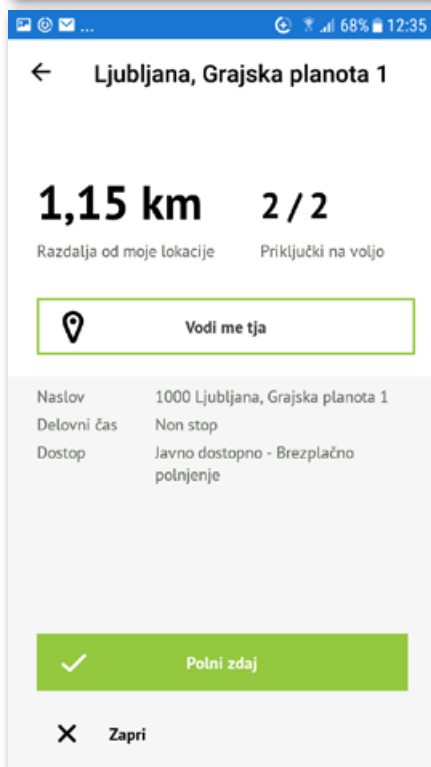 ... 68% 12:35
Ljubljana, Grajska planota 1
1,15 km 2 / 2
Razdalja od moje lokacije Priključki na voljo
Vodi me tja
Naslov 1000 Ljubljana, Grajska planota 1
Delovni čas Non stop
Dostop Javno dostopno - Brezplačno
polnjenje
Polni zdaj
Zapri